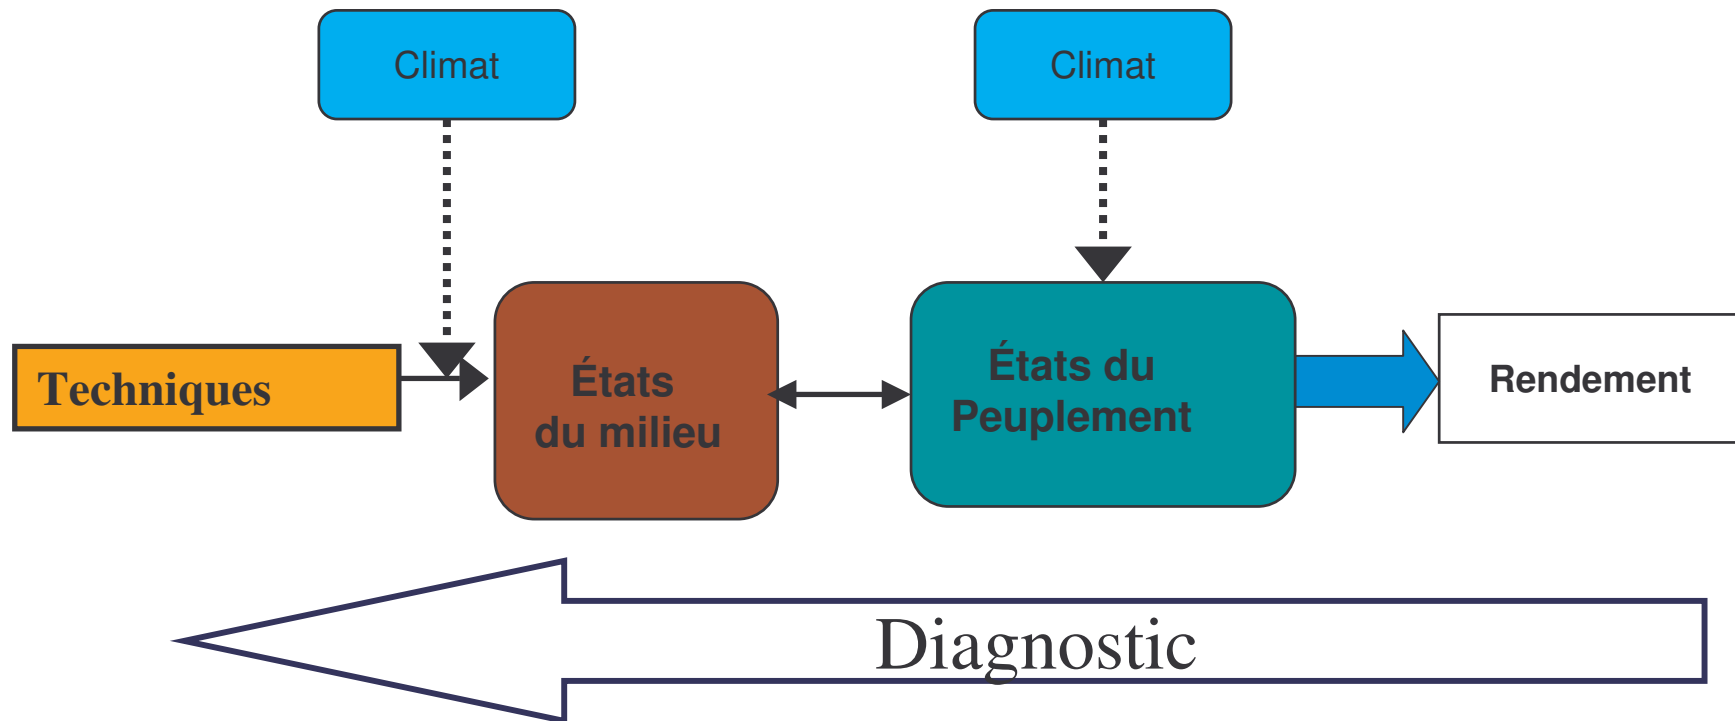 Climat
Climat
Techniques
États
du milieu
États du
Peuplement
Rendement
Diagnostic